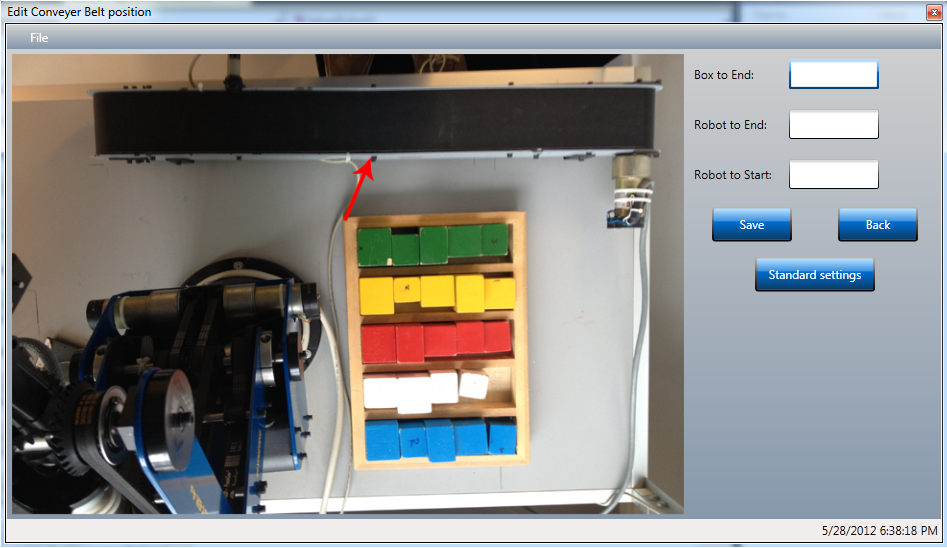 Edit Conveyer Belt position
File
Box to End:
Robot to End:
Robot to Start:
Save
Back
Standard settings
5/28/2012 6:38:18 PM